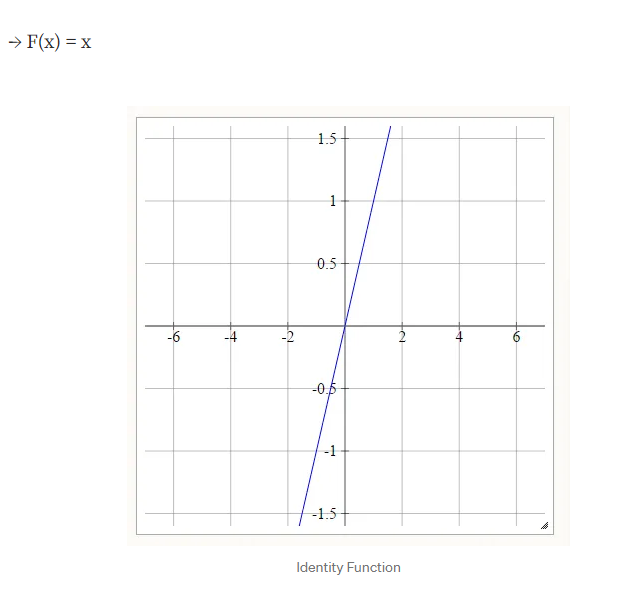 → F(x) = x
1.5
1
0.5
-6 -4 -2 2 4 6
-0.5
-1
-1.5
Identity Function